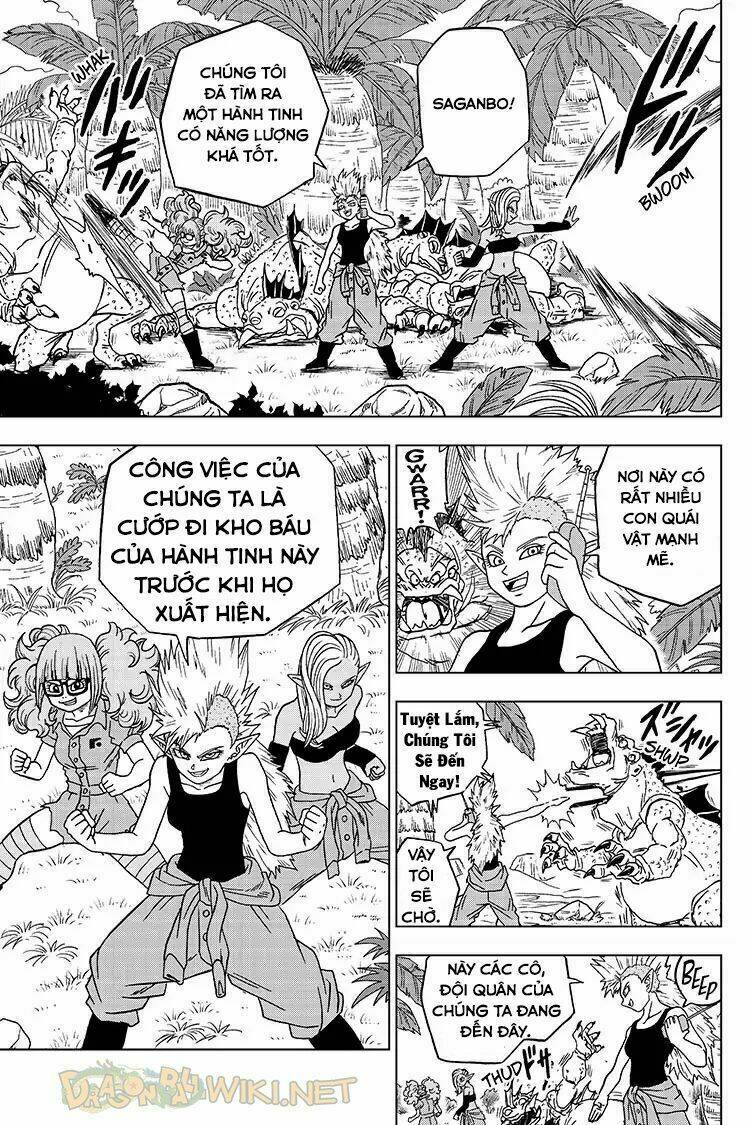 SAGANBO!
BWOOM
CHÚNG TÔI
ĐÃ TÌM RA
MỘT HÀNH TINH
CÓ NĂNG LƯỢNG
KHÁ TỐT.
WHAK
NƠI NÀY CÓ
RẤT NHIỀU
CON QUÁI
VẬT MẠNH
MẼ.
GWARR!
Tuyệt Lắm,
Chúng Tôi
Sẽ Đến
Ngay!
SHWP
VẬY
TÔI
SẼ
CHỜ.
BEEP
NÀY CÁC CÔ,
ĐỘI QUÂN CỦA
CHÚNG TA ĐANG
ĐẾN ĐÂY.
THUD
CÔNG VIỆC CỦA
CHÚNG TA LÀ
CƯỚP ĐI KHO BÁU
CỦA HÀNH TINH NÀY
TRƯỚC KHI HỌ
XUẤT HIỆN.
DRAGONBALLWIKI.NET